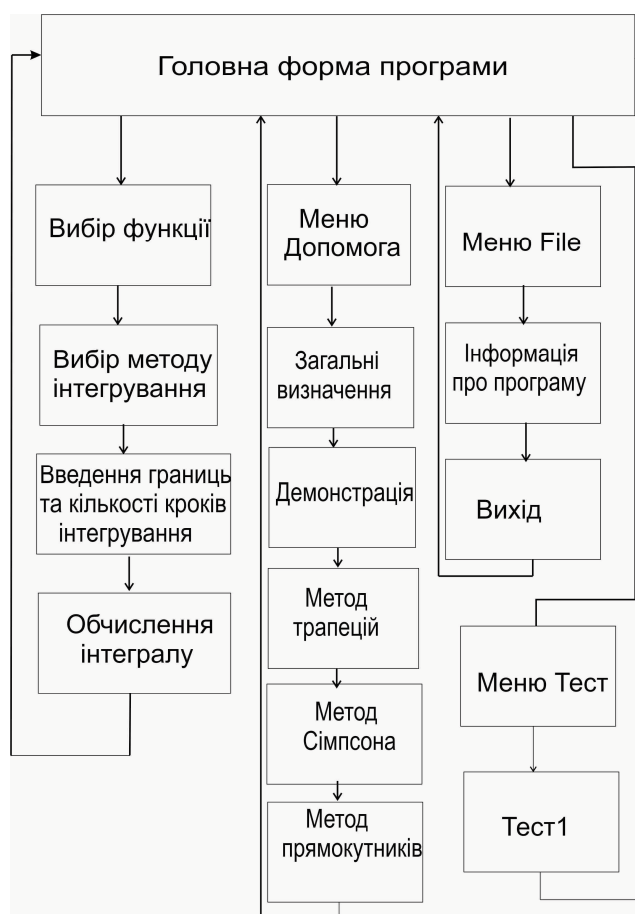 Головна форма програми
Вибір функції
Вибір методу
інтегрування
Введення границь
та кількості кроків
інтегрування
Обчислення
інтегралу
Меню
Допомога
Загальні
визначення
Демонстрація
Метод
трапецій
Метод
Сімпсона
Метод
прямокутників
Меню File
Інформація
про програму
Вихід
Меню Тест
Тест1